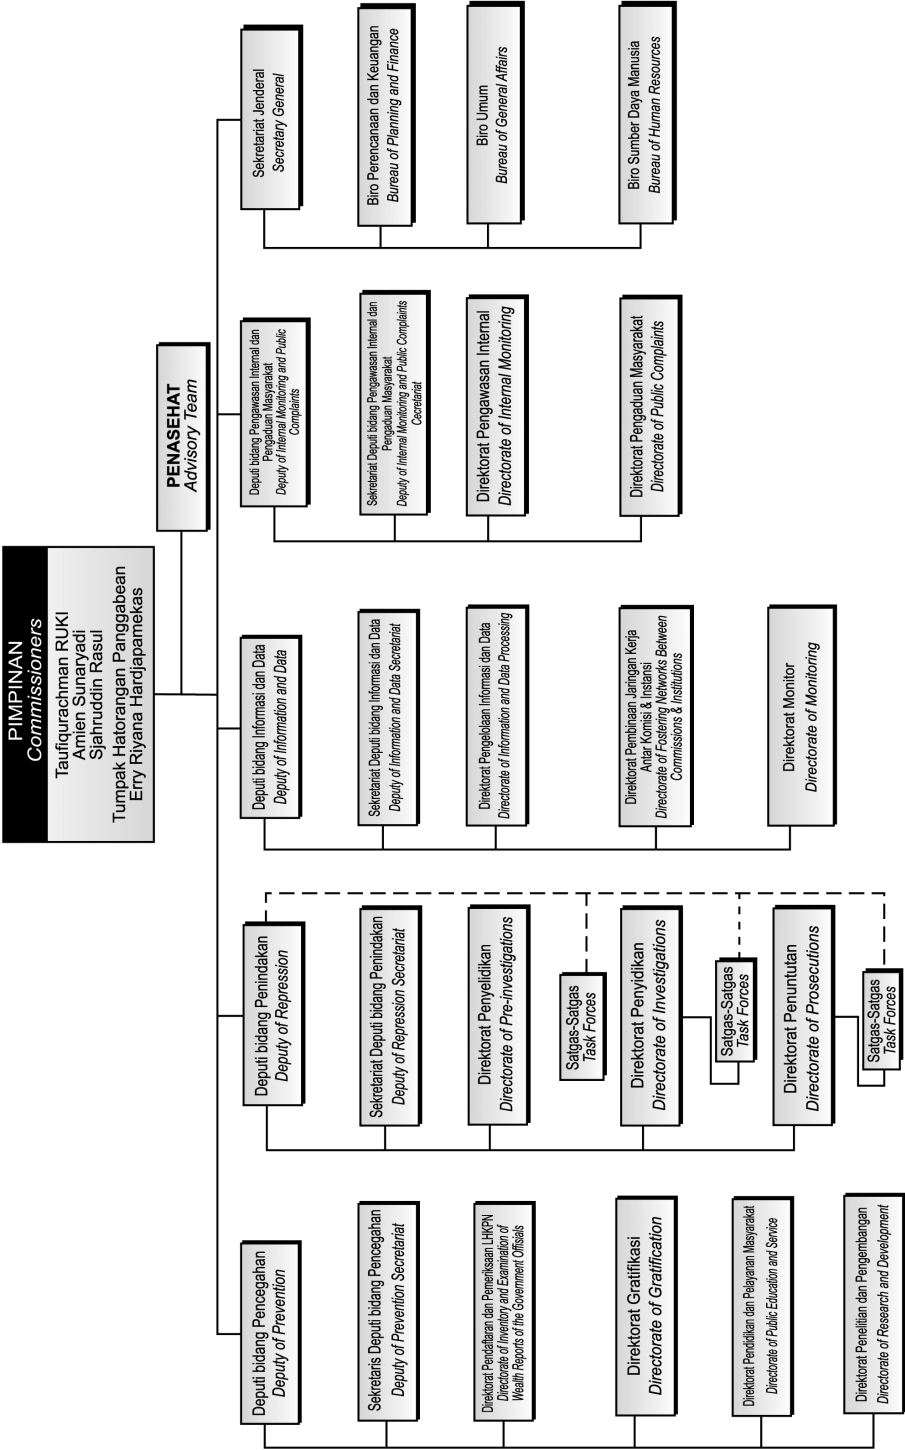 PIMPINAN
Commissioners
Taufiqurachman RUKI
Amien Sunaryadi
Sjahruddin Rasul
Tumpak Hatorangan Panggabean
Erry Riyana Hardjapamekas
PENASEHAT
Advisory Team
Deputi bidang Pencegahan
Deputy of Prevention
Sekretaris Deputi bidang Pencegahan
Deputy of Prevention Secretariat
Direktorat Pendaftaran dan Pemeriksaan LHKPN
Directorate of Inventory and Examination of
Wealth Reports of the Government Offisials
Direktorat Gratifikasi
Directorate of Gratification
Direktorat Pendidikan dan Pelayanan Masyarakat
Directorate of Public Education and Service
Direktorat Penelitian dan Pengembangan
Directorate of Research and Development
Deputi bidang Penindakan
Deputy of Repression
Sekretariat Deputi bidang Penindakan
Deputy of Repression Secretariat
Direktorat Penyelidikan
Directorate of Pre-investigations
Satgas-Satgas
Task Forces
Direktorat Penyidikan
Directorate of Investigations
Satgas-Satgas
Task Forces
Direktorat Penuntutan
Directorate of Prosecutions
Satgas-Satgas
Task Forces
Deputi bidang Informasi dan Data
Deputy of Information and Data
Sekretariat Deputi bidang Informasi dan Data
Deputy of Information and Data Secretariat
Direktorat Pengelolaan Informasi dan Data
Directorate of Information and Data Processing
Direktorat Pembinaan Jaringan Kerja
Antar Komisi & Instansi
Directorate of Fostering Networks Between
Commissions & Institutions
Direktorat Monitor
Directorate of Monitoring
Deputi bidang Pengawasan Internal dan
Pengaduan Masyarakat
Deputy of Internal Monitoring and Public
Complaints
Sekretariat Deputi bidang Pengawasan Internal dan
Pengaduan Masyarakat
Deputy of Internal Monitoring and Public Complaints
Cecretariat
Direktorat Pengawasan Internal
Directorate of Internal Monitoring
Direktorat Pengaduan Masyarakat
Directorate of Public Complaints
Sekretariat Jenderal
Secretary General
Biro Perencanaan dan Keuangan
Bureau of Planning and Finance
Biro Umum
Bureau of General Affairs
Biro Sumber Daya Manusia
Bureau of Human Resources